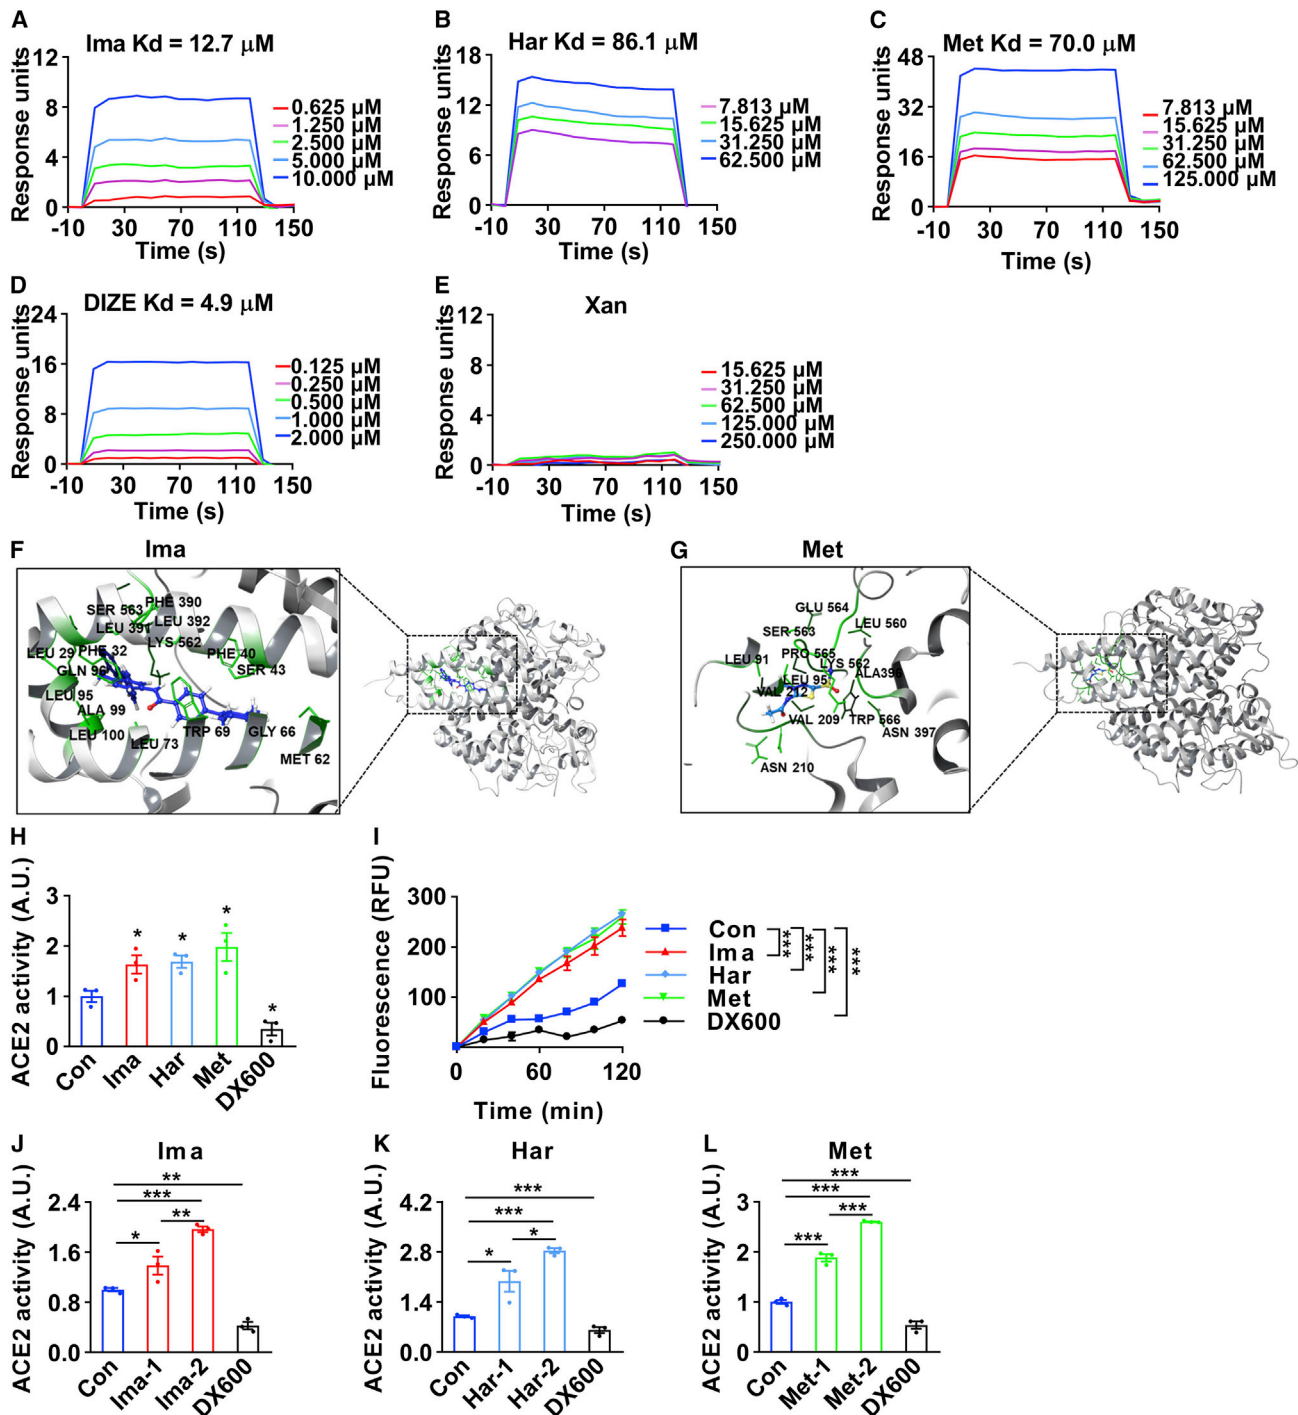 A
Ima Kd = 12.7 μM
Response units
12
8
4
0
-10 30 70 110 150
Time (s)
0.625 μM
1.250 μM
2.500 μM
5.000 μM
10.000 μM
B
Har Kd = 86.1 μM
Response units
18
12
6
0
-10 30 70 110 150
Time (s)
7.813 μM
15.625 μM
31.250 μM
62.500 μM
C
Met Kd = 70.0 μM
Response units
48
32
16
0
-10 30 70 110 150
Time (s)
7.813 μM
15.625 μM
31.250 μM
62.500 μM
125.000 μM
D
DIZE Kd = 4.9 μM
Response units
24
16
8
0
-10 30 70 110 150
Time (s)
0.125 μM
0.250 μM
0.500 μM
1.000 μM
2.000 μM
E
Xan
Response units
12
8
4
0
-10 30 70 110 150
Time (s)
15.625 μM
31.250 μM
62.500 μM
125.000 μM
250.000 μM
F
Ima
PHE 390
SER 563
LEU 392
LEU 391
LYS 562
LEU 29
PHE 32
PHE 40
GLN 96
SER 43
LEU 95
ALA 99
LEU 100
LEU 73
TRP 69
GLY 66
MET 62
G
Met
GLU 564
LEU 560
SER 563
PRO 565
LEU 91
LYS 562
LEU 95
ALA 396
VAL 212
VAL 209
TRP 566
ASN 397
ASN 210
H
ACE2 activity (A.U.)
3
2
1
0
* * * *
Con Ima Har Met DX600
I
Fluorescence (RFU)
300
200
100
0 60 120
Time (min)
Con
Ima
Har
Met
DX600
*** *** *** ***
J
Ima
ACE2 activity (A.U.)
2.4
1.6
0.8
0.0
**
***
**
*
Con Ima-1 Ima-2 DX600
K
Har
ACE2 activity (A.U.)
4.2
2.8
1.4
0.0
***
***
*
*
Con Har-1 Har-2 DX600
L
Met
ACE2 activity (A.U.)
3
2
1
0
***
***
***
***
Con Met-1 Met-2 DX600